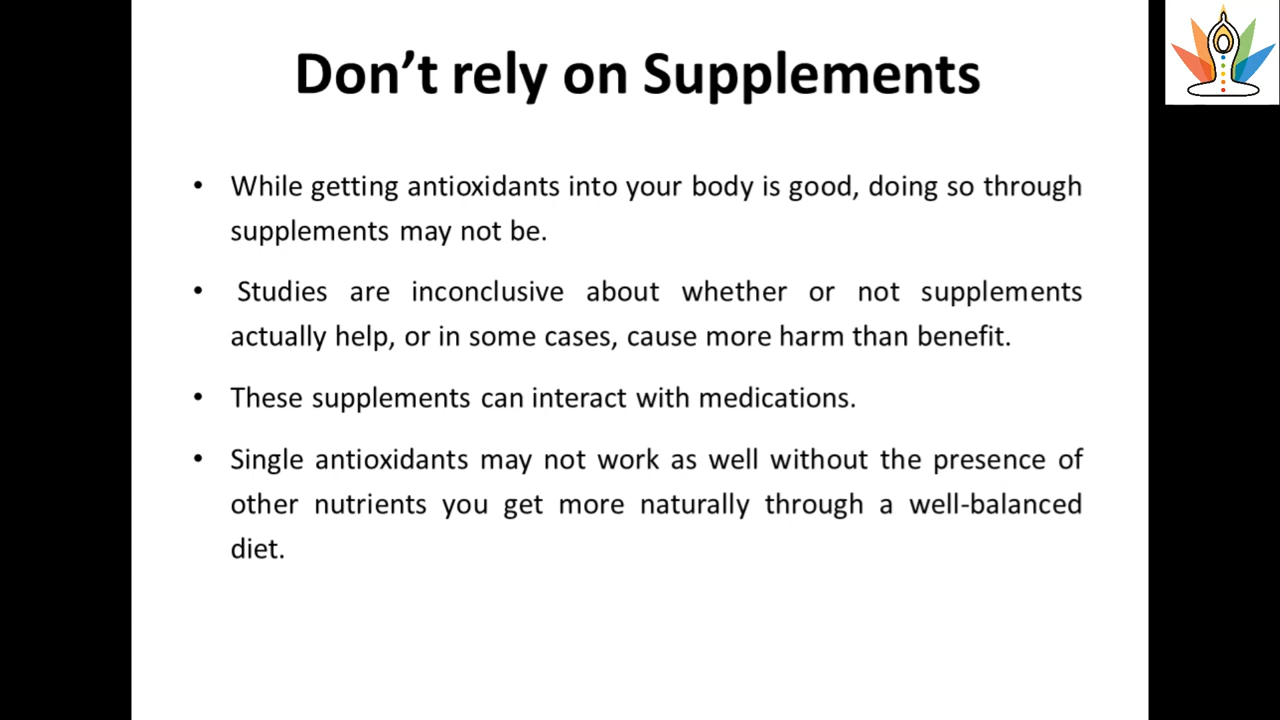 Don’t rely on Supplements
• While getting antioxidants into your body is good, doing so through
supplements may not be.
• Studies are inconclusive about whether or not supplements
actually help, or in some cases, cause more harm than benefit.
• These supplements can interact with medications.
• Single antioxidants may not work as well without the presence of
other nutrients you get more naturally through a well-balanced
diet.